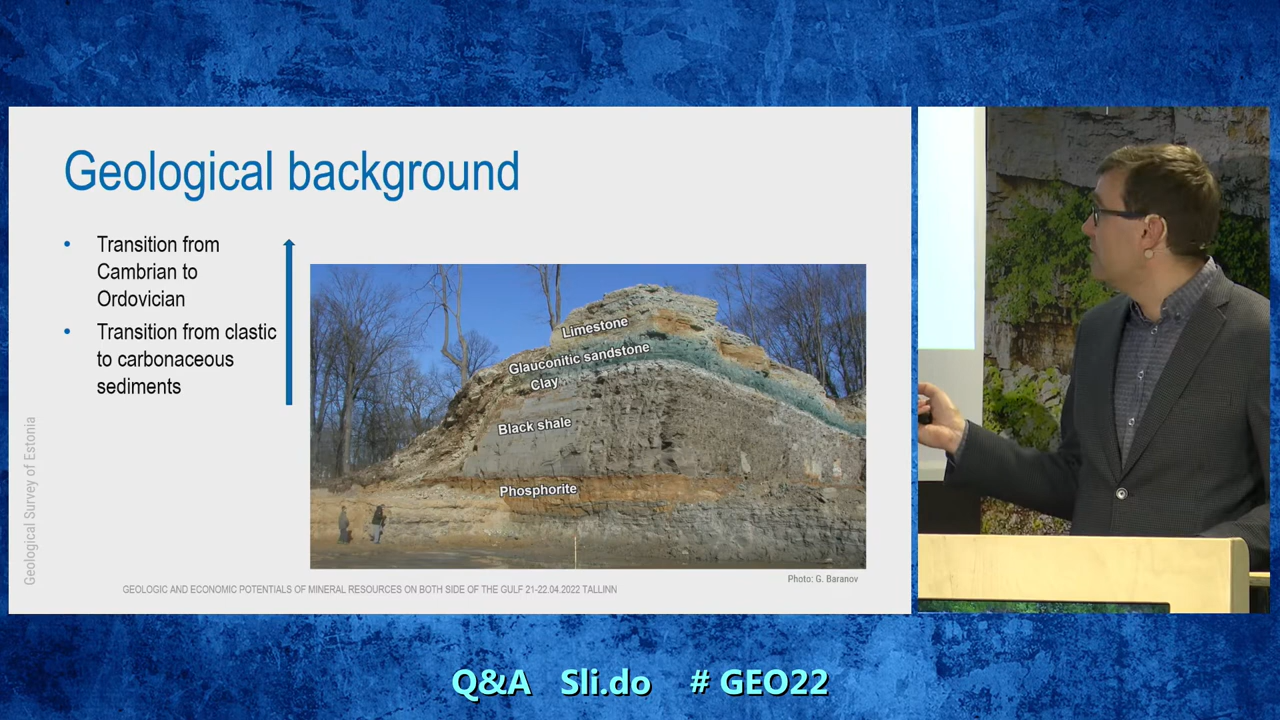 Geological background
• Transition from
Cambrian to
Ordovician
• Transition from clastic
to carbonaceous
sediments
Limestone
Glauconitic sandstone
Clay
Black shale
Phosphorite
Geological Survey of Estonia
Photo: G. Baranov
GEOLOGIC AND ECONOMIC POTENTIALS OF MINERAL RESOURCES ON BOTH SIDE OF THE GULF 21-22.04.2022 TALLINN
Q&A Sli.do # GEO22